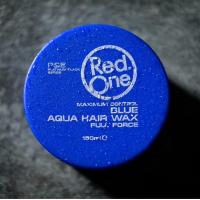 Red
One
MAXIMUM CONTROL
BLUE
AQUA HAIR WAX
FULL FORCE
150ml ℮